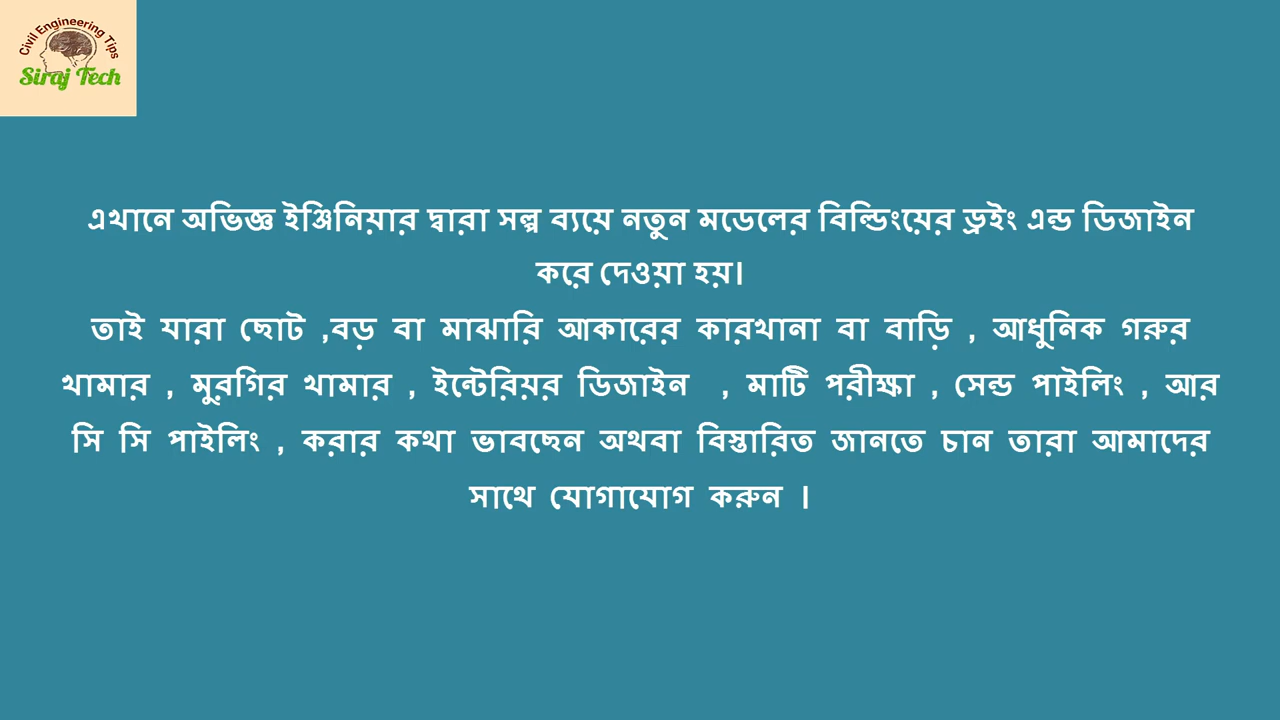 Civil Engineering Tips
Siraj Tech
এখানে অভিজ্ঞ ইঞ্জিনিয়ার দ্বারা সল্প ব্যয়ে নতুন মডেলের বিল্ডিংয়ের ড্রইং এন্ড ডিজাইন
করে দেওয়া হয়।
তাই যারা ছোট ,বড় বা মাঝারি আকারের কারখানা বা বাড়ি , আধুনিক গরুর
খামার , মুরগির খামার , ইন্টেরিয়র ডিজাইন , মাটি পরীক্ষা , সেন্ড পাইলিং , আর
সি সি পাইলিং , করার কথা ভাবছেন অথবা বিস্তারিত জানতে চান তারা আমাদের
সাথে যোগাযোগ করুন ।